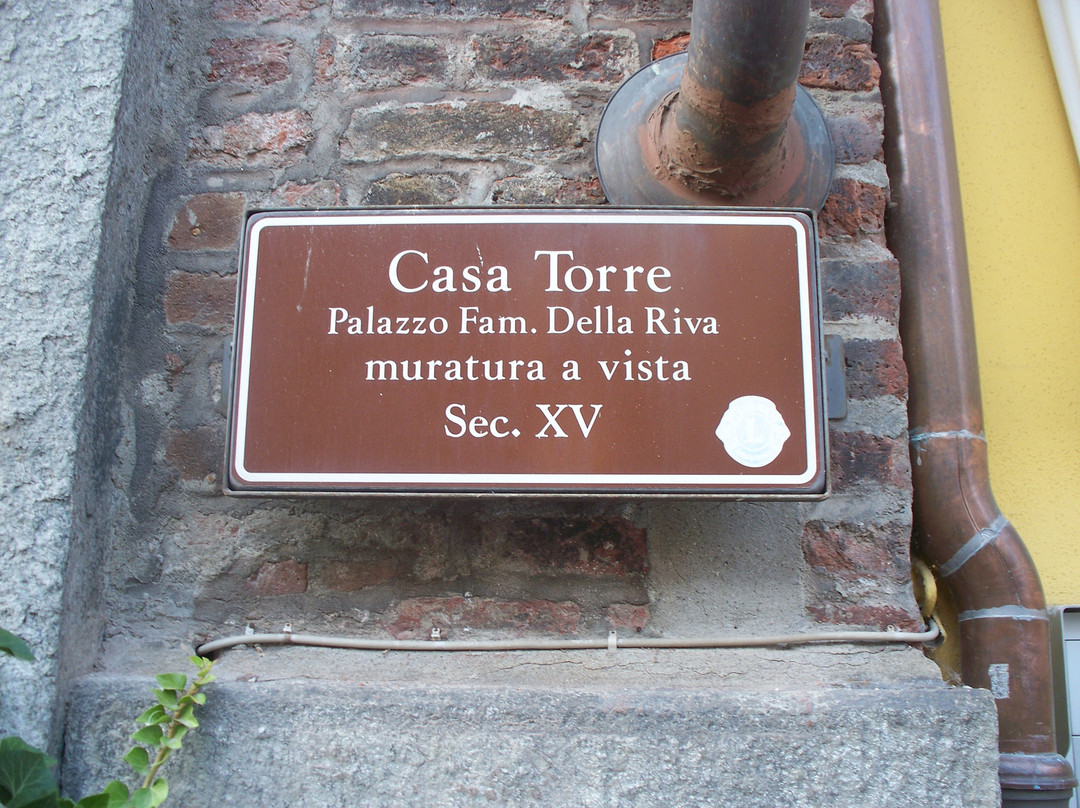 Casa Torre
Palazzo Fam. Della Riva
muratura a vista
Sec. XV
L